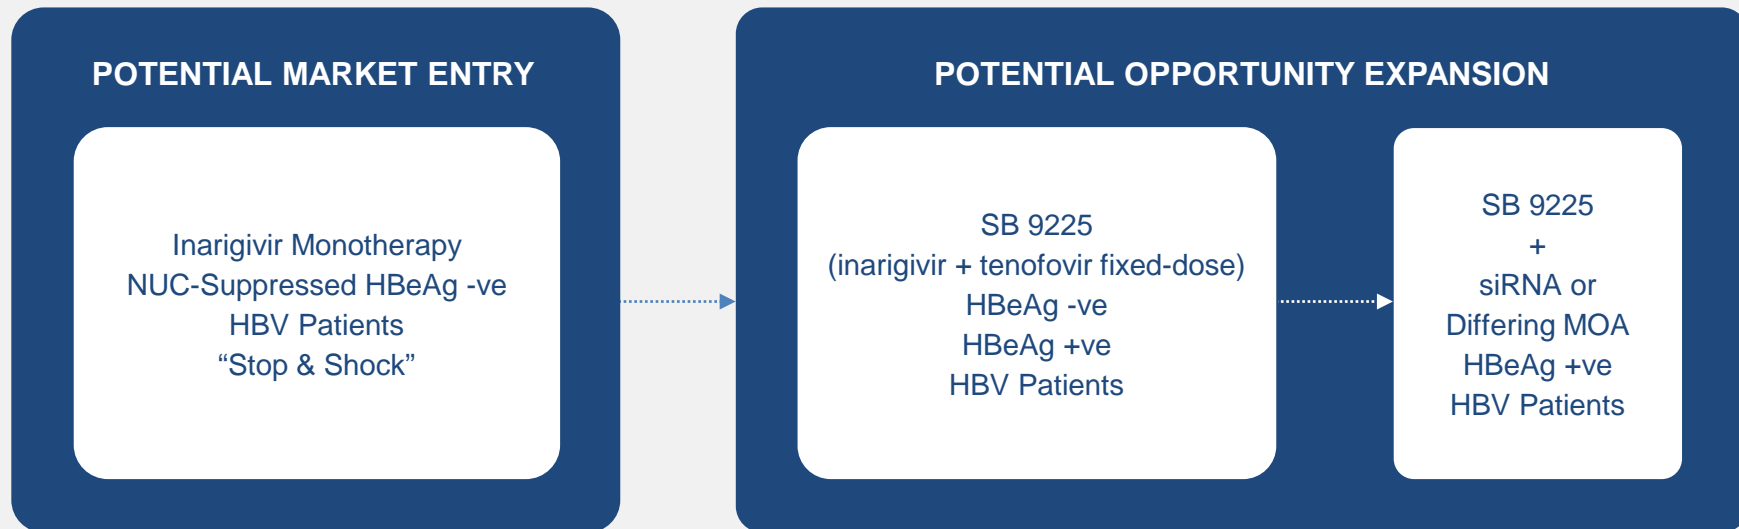 POTENTIAL MARKET ENTRY
Inarigivir Monotherapy
NUC-Suppressed HBeAg -ve
HBV Patients
“Stop & Shock”
POTENTIAL OPPORTUNITY EXPANSION
SB 9225
(inarigivir + tenofovir fixed-dose)
HBeAg -ve
HBeAg +ve
HBV Patients
SB 9225
+
siRNA or
Differing MOA
HBeAg +ve
HBV Patients